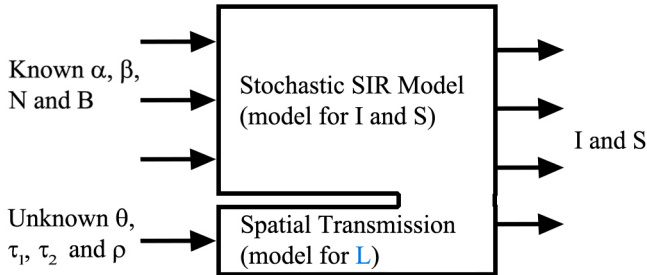 Known α, β,
N and B
Stochastic SIR Model
(model for I and S)
I and S
Unknown θ,
τ₁, τ₂ and ρ
Spatial Transmission
(model for L)